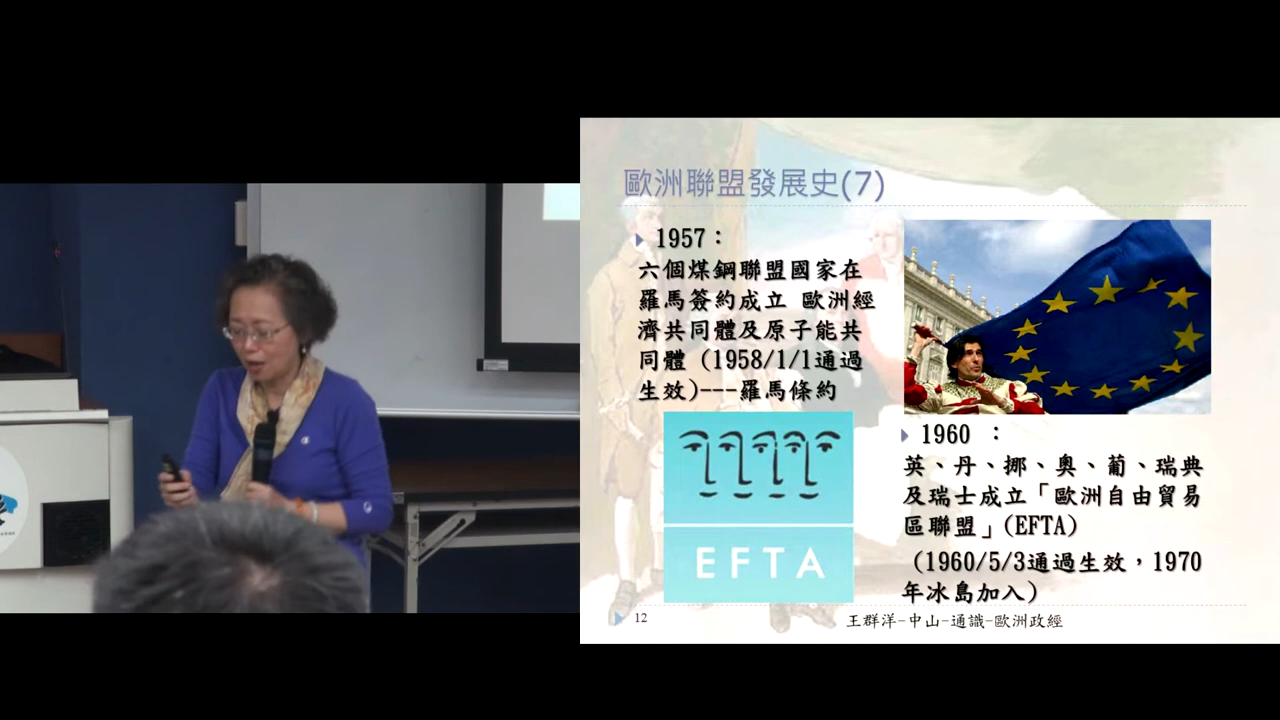 歐洲聯盟發展史(7)
1957：
六個煤鋼聯盟國家在
羅馬簽約成立 歐洲經
濟共同體及原子能共
同體 (1958/1/1通過
生效)---羅馬條約
EFTA
1960 ：
英、丹、挪、奧、葡、瑞典
及瑞士成立「歐洲自由貿易
區聯盟」(EFTA)
(1960/5/3通過生效，1970
年冰島加入)
12
王群洋-中山-通識-歐洲政經